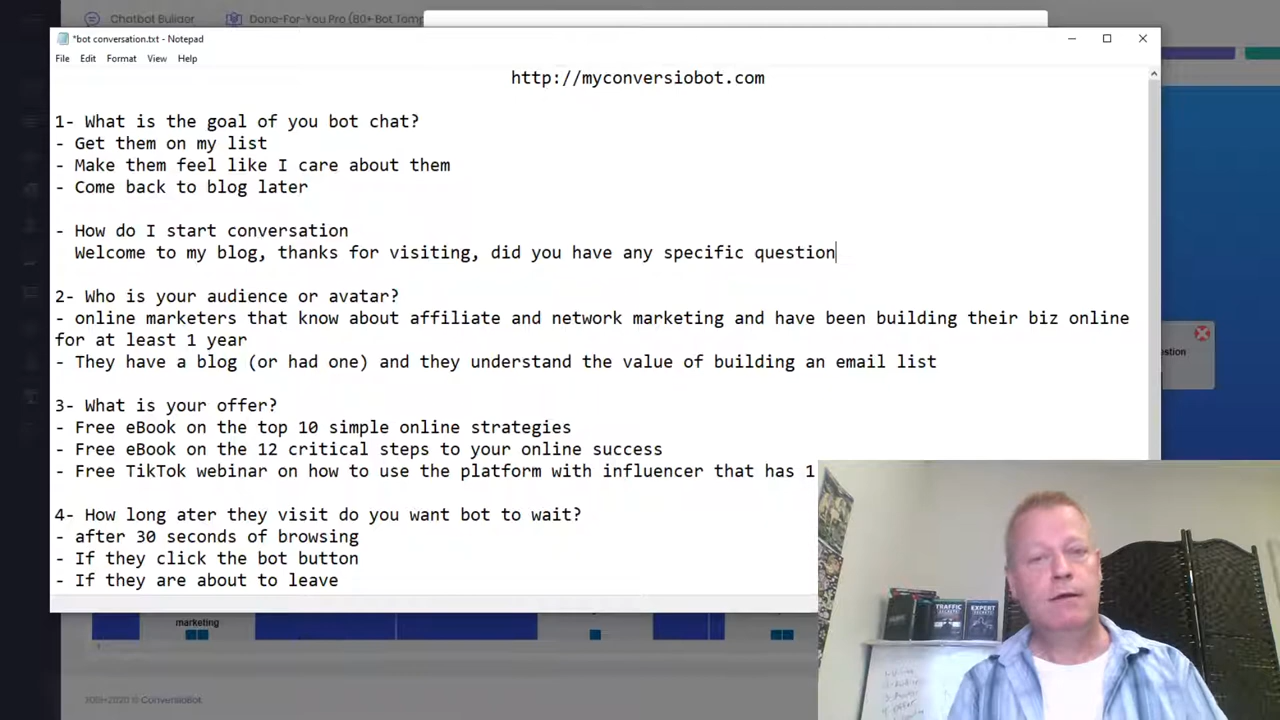 Chatbot Builder
Done-For-You Pro (80+ Bot Temp
*bot conversation.txt - Notepad
File Edit Format View Help
http://myconversiobot.com
1- What is the goal of you bot chat?
- Get them on my list
- Make them feel like I care about them
- Come back to blog later
- How do I start conversation
Welcome to my blog, thanks for visiting, did you have any specific question
2- Who is your audience or avatar?
- online marketers that know about affiliate and network marketing and have been building their biz online
for at least 1 year
- They have a blog (or had one) and they understand the value of building an email list
3- What is your offer?
- Free eBook on the top 10 simple online strategies
- Free eBook on the 12 critical steps to your online success
- Free TikTok webinar on how to use the platform with influencer that has 1
4- How long ater they visit do you want bot to wait?
- after 30 seconds of browsing
- If they click the bot button
- If they are about to leave
estion
marketing
TRAFFIC
SECRETS
EXPERT
SECRETS
2020 © ConversioBot